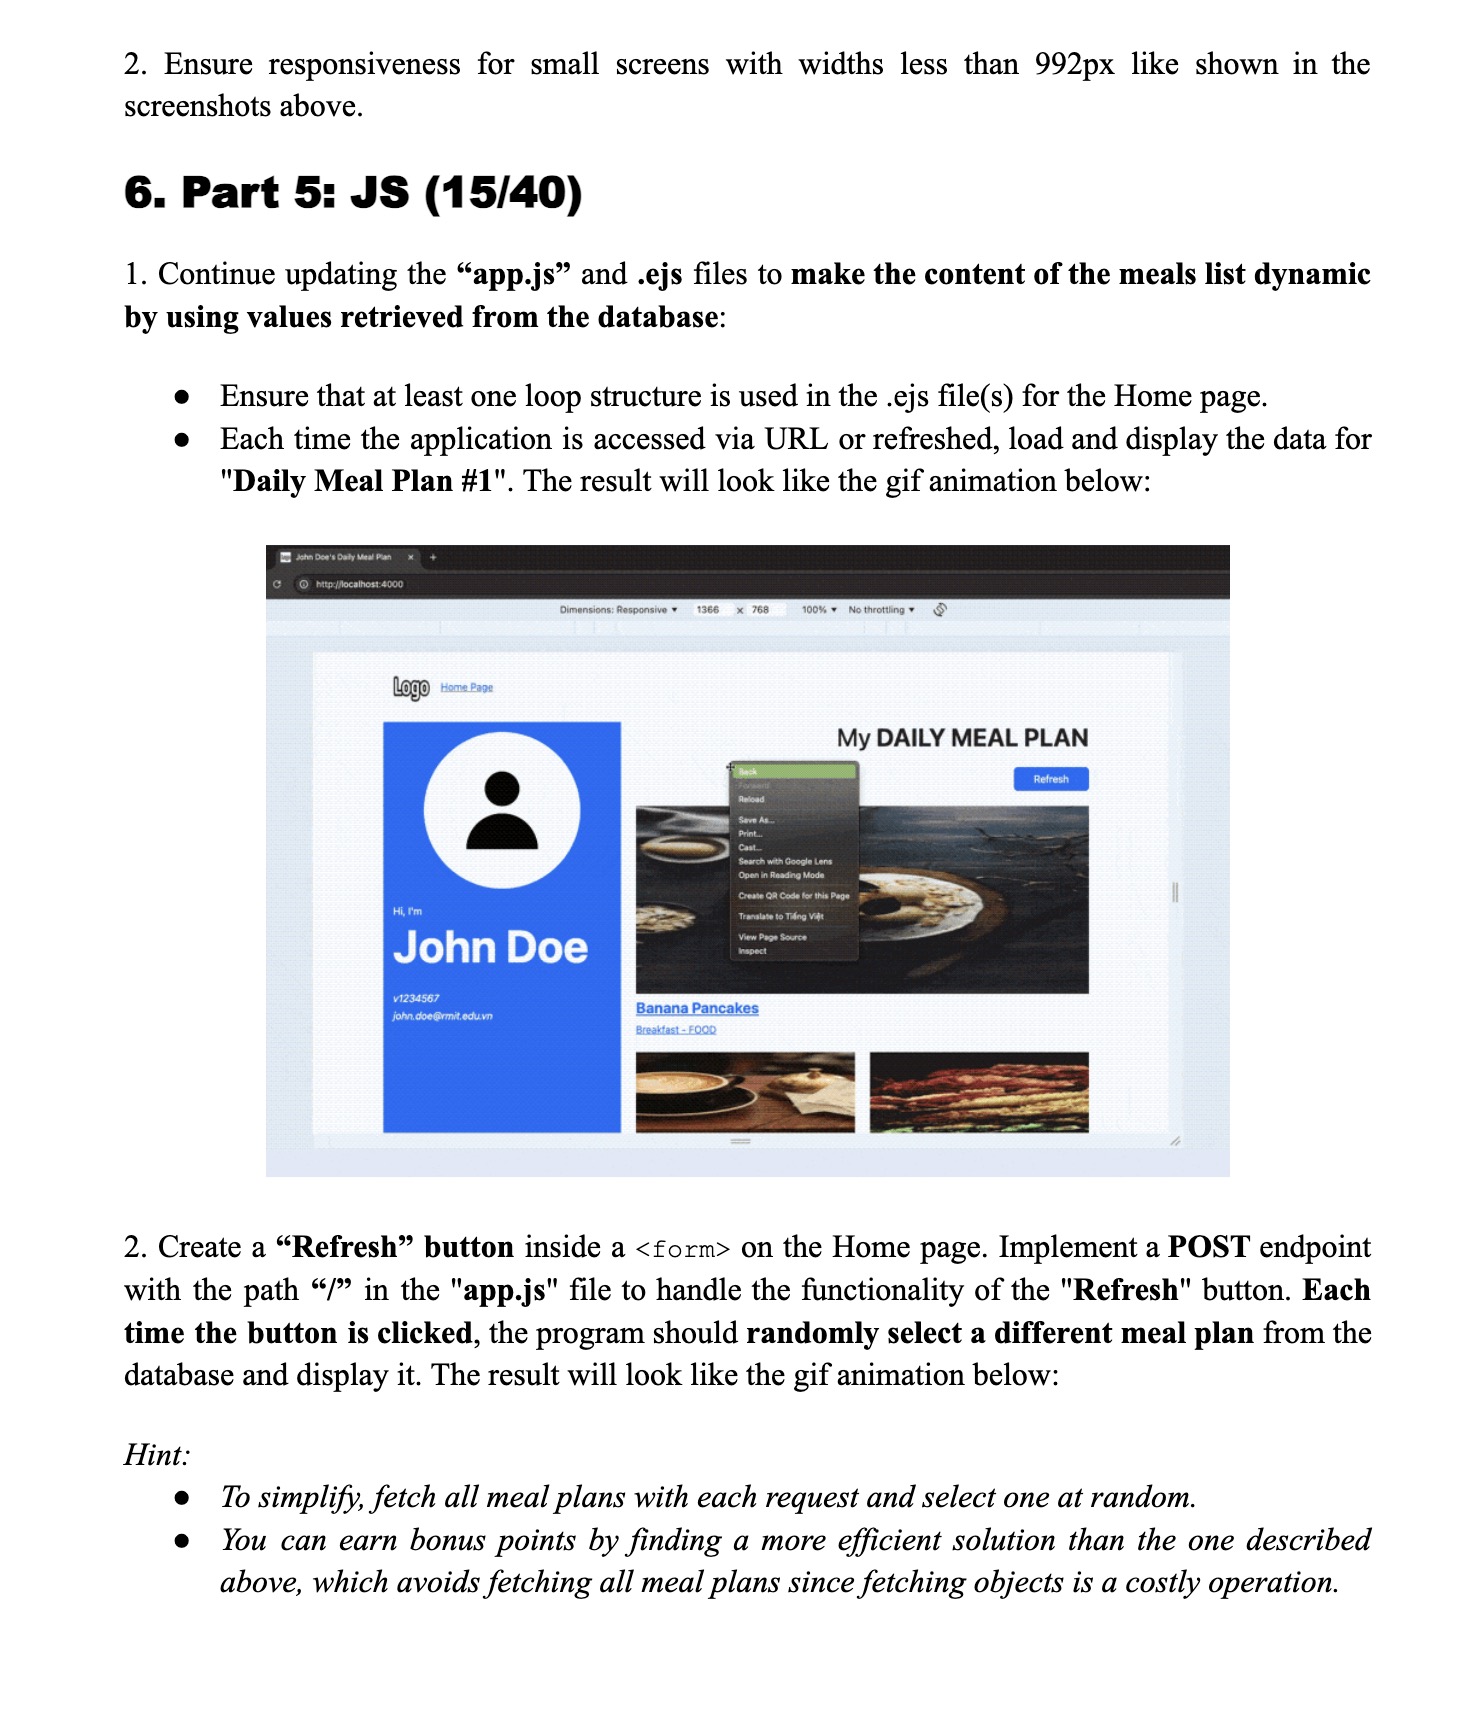 2. Ensure responsiveness for small screens with widths less than 992px like shown in the
screenshots above.
6. Part 5: JS (15/40)
1. Continue updating the “app.js” and .ejs files to make the content of the meals list dynamic
by using values retrieved from the database:
● Ensure that at least one loop structure is used in the .ejs file(s) for the Home page.
● Each time the application is accessed via URL or refreshed, load and display the data for
"Daily Meal Plan #1". The result will look like the gif animation below:
John Doe's Daily Meal Plan × +
http://localhost:4000
Dimensions: Responsive ▼ 1366 × 768 100% ▼ No throttling ▼
Logo Home Page
My DAILY MEAL PLAN
Refresh
Back
Forward
Reload
Save As...
Print...
Cast...
Search with Google Lens
Open in Reading Mode
Create QR Code for this Page
Translate to Tiếng Việt
View Page Source
Inspect
Hi, I'm
John Doe
v1234567
john.doe@rmit.edu.vn
Banana Pancakes
Breakfast - FOOD
2. Create a “Refresh” button inside a <form> on the Home page. Implement a POST endpoint
with the path “/” in the "app.js" file to handle the functionality of the "Refresh" button. Each
time the button is clicked, the program should randomly select a different meal plan from the
database and display it. The result will look like the gif animation below:
Hint:
● To simplify, fetch all meal plans with each request and select one at random.
● You can earn bonus points by finding a more efficient solution than the one described
above, which avoids fetching all meal plans since fetching objects is a costly operation.